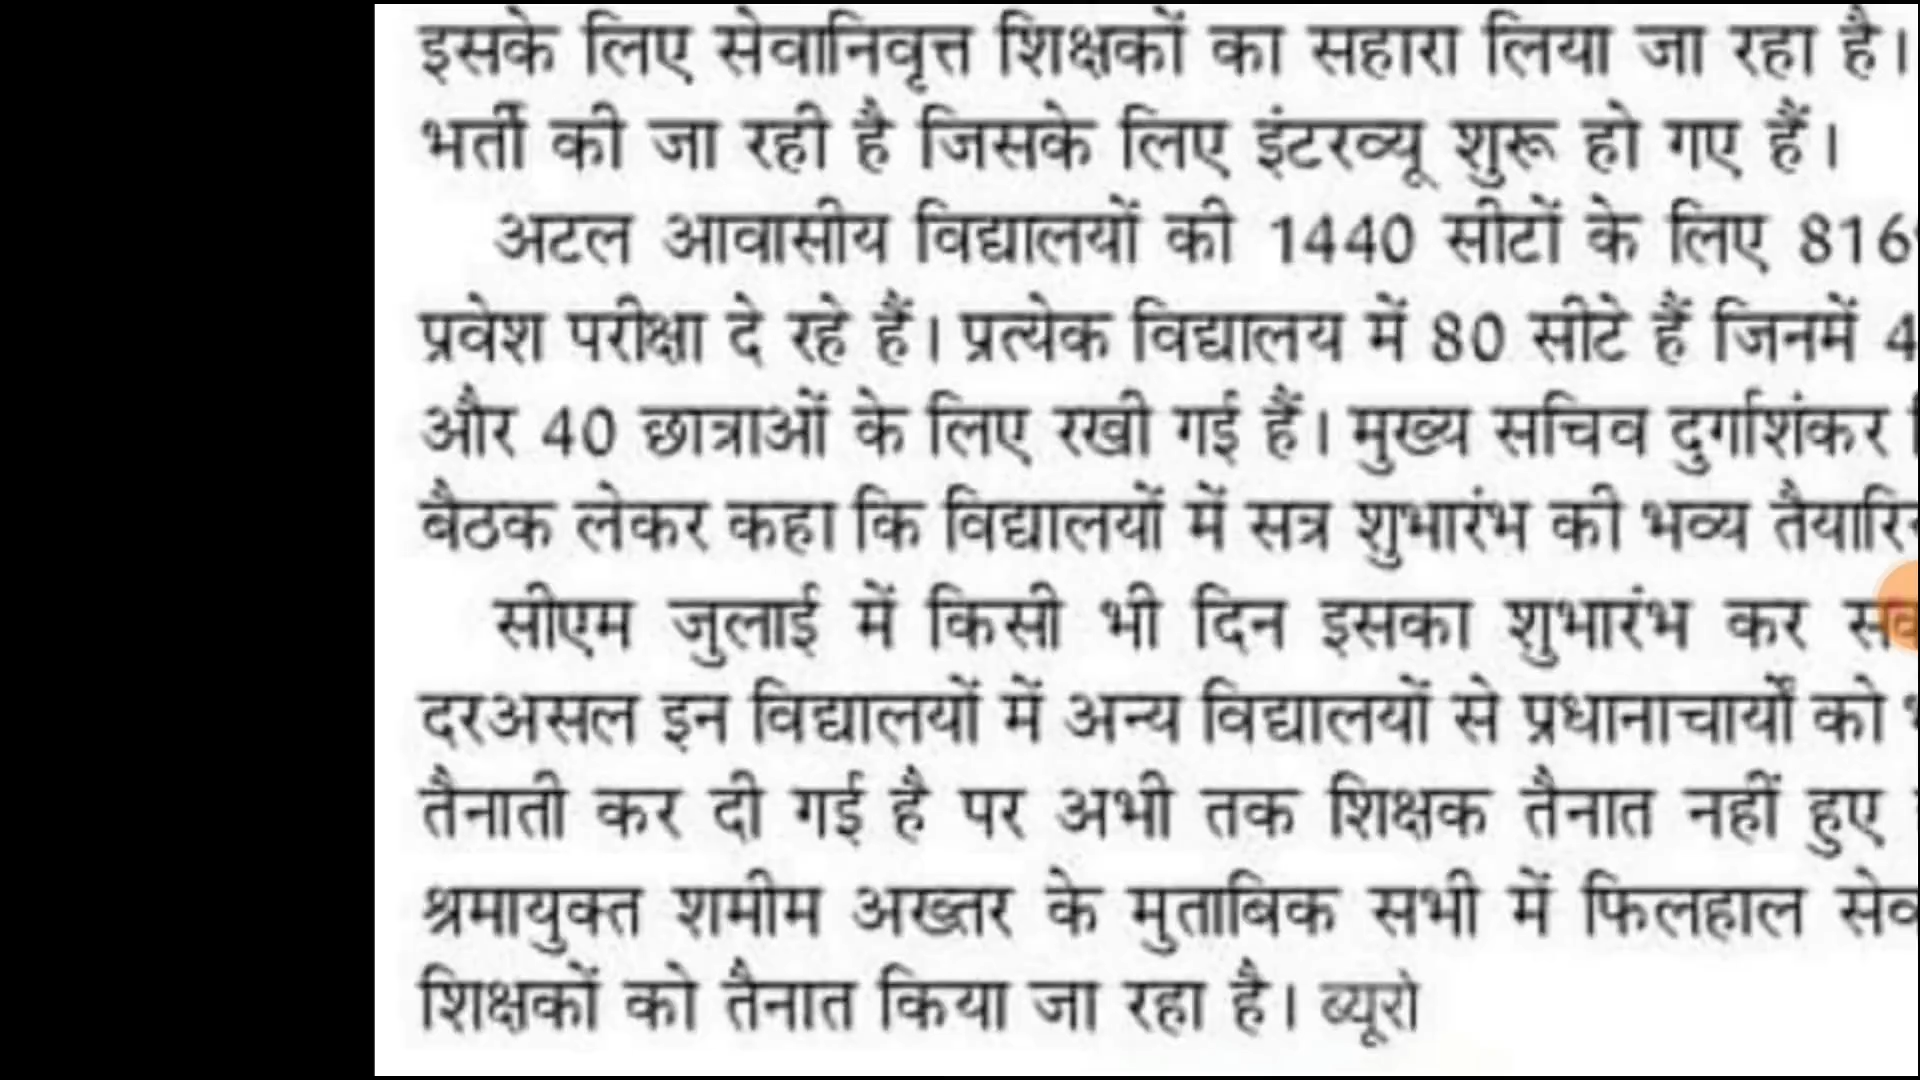 इसके लिए सेवानिवृत्त शिक्षकों का सहारा लिया जा रहा है।
भर्ती की जा रही है जिसके लिए इंटरव्यू शुरू हो गए हैं।
अटल आवासीय विद्यालयों की 1440 सीटों के लिए 816
प्रवेश परीक्षा दे रहे हैं। प्रत्येक विद्यालय में 80 सीटे हैं जिनमें 4
और 40 छात्राओं के लिए रखी गई हैं। मुख्य सचिव दुर्गाशंकर
बैठक लेकर कहा कि विद्यालयों में सत्र शुभारंभ की भव्य
सीएम जुलाई में किसी भी दिन इसका शुभारंभ कर
दरअसल इन विद्यालयों में अन्य विद्यालयों से प्रधानाचार्यों को
तैनाती कर दी गई है पर अभी तक शिक्षक तैनात नहीं हुए
श्रमायुक्त शमीम अख्तर के मुताबिक सभी में फिलहाल
शिक्षकों को तैनात किया जा रहा है। ब्यूरो